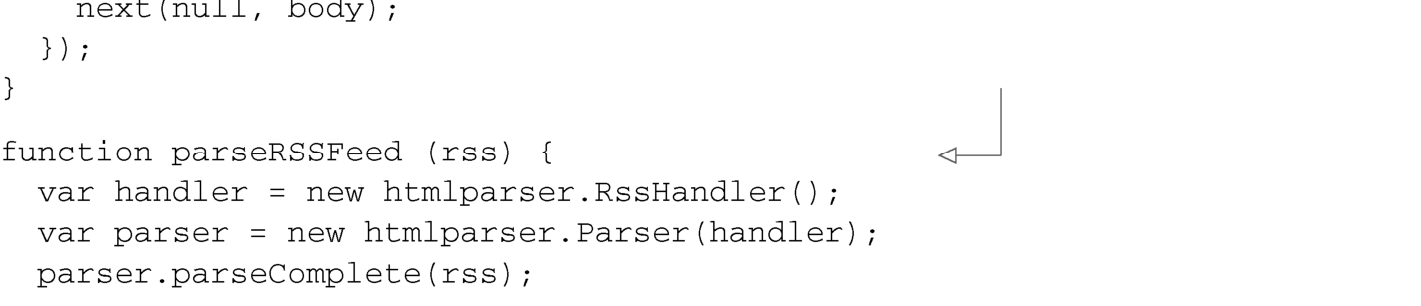 next(null, body);
  });
}
function parseRSSFeed (rss) {
  var handler = new htmlparser.RssHandler();
  var parser = new htmlparser.Parser(handler);
  parser.parseComplete(rss);